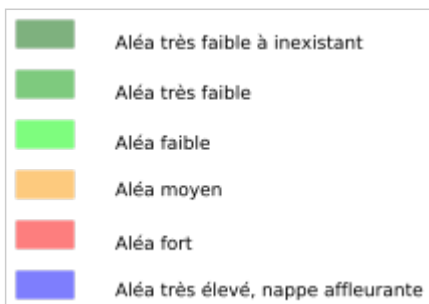 Aléa très faible à inexistant
Aléa très faible
Aléa faible
Aléa moyen
Aléa fort
Aléa très élevé, nappe affleurante